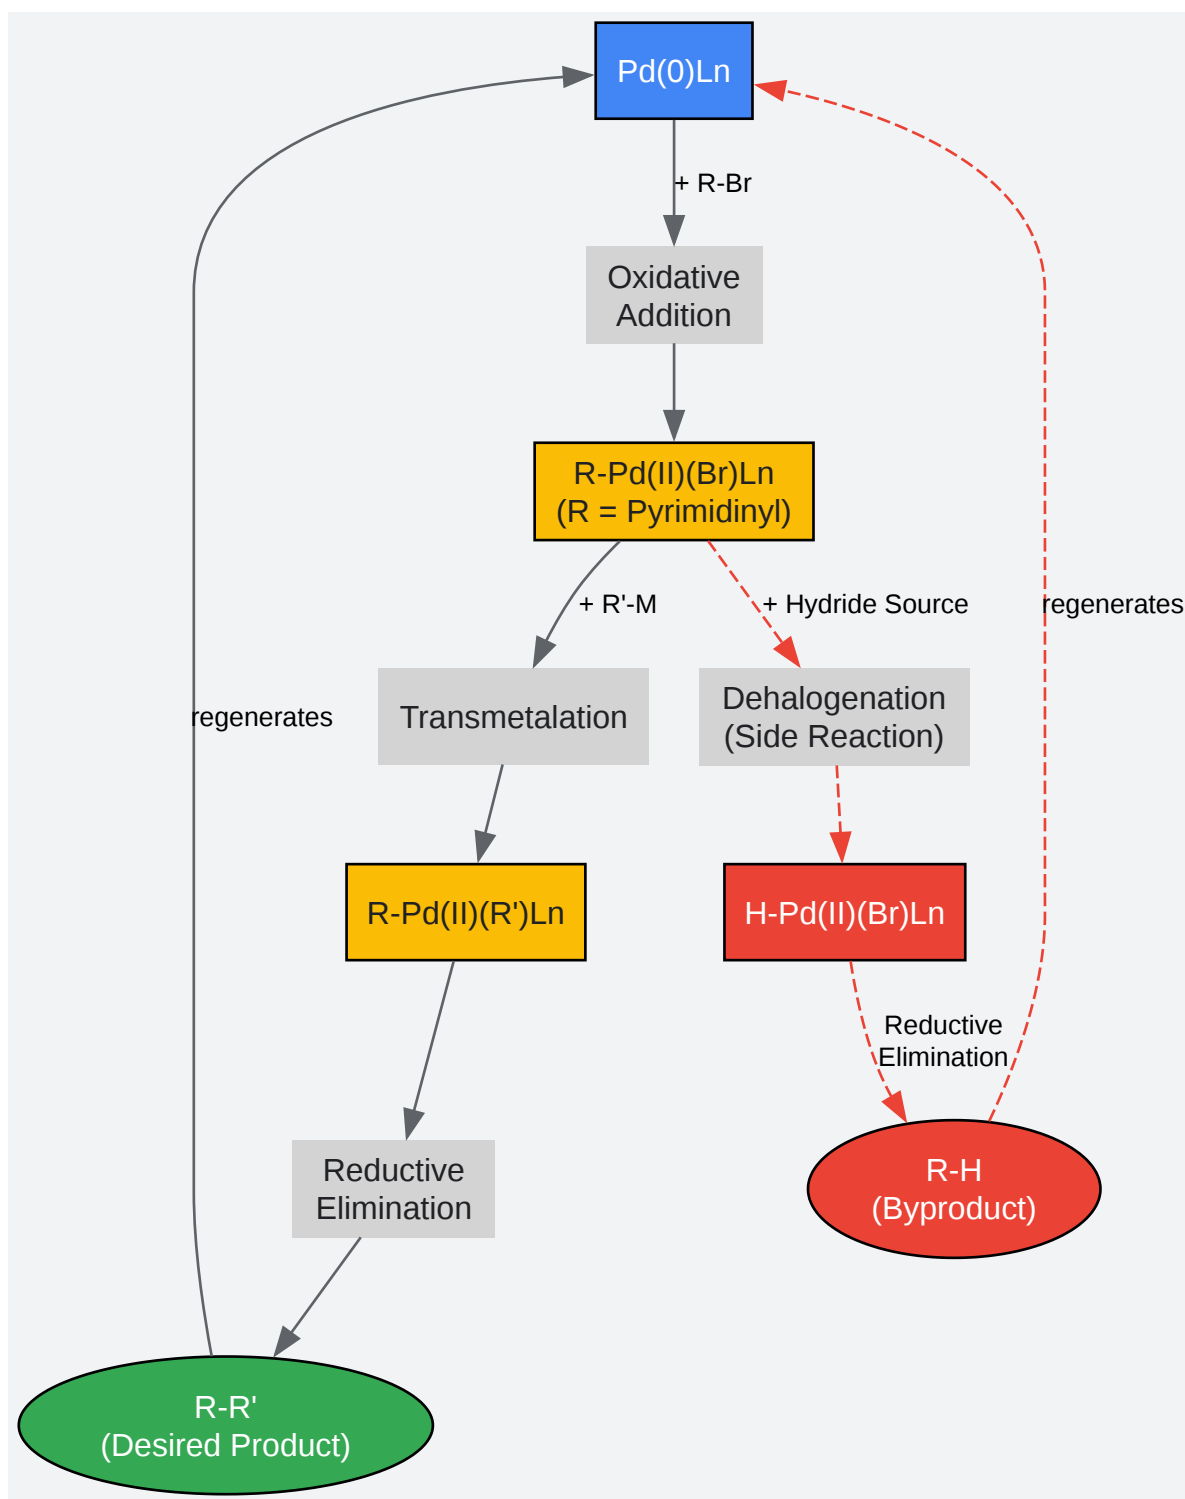 Pd(0)Ln
+ R-Br
Oxidative
Addition
R-Pd(II)(Br)Ln
(R = Pyrimidinyl)
+ R'-M
+ Hydride Source
regenerates
regenerates
Transmetalation
Dehalogenation
(Side Reaction)
R-Pd(II)(R')Ln
H-Pd(II)(Br)Ln
Reductive
Elimination
Reductive
Elimination
R-H
(Byproduct)
R-R'
(Desired Product)